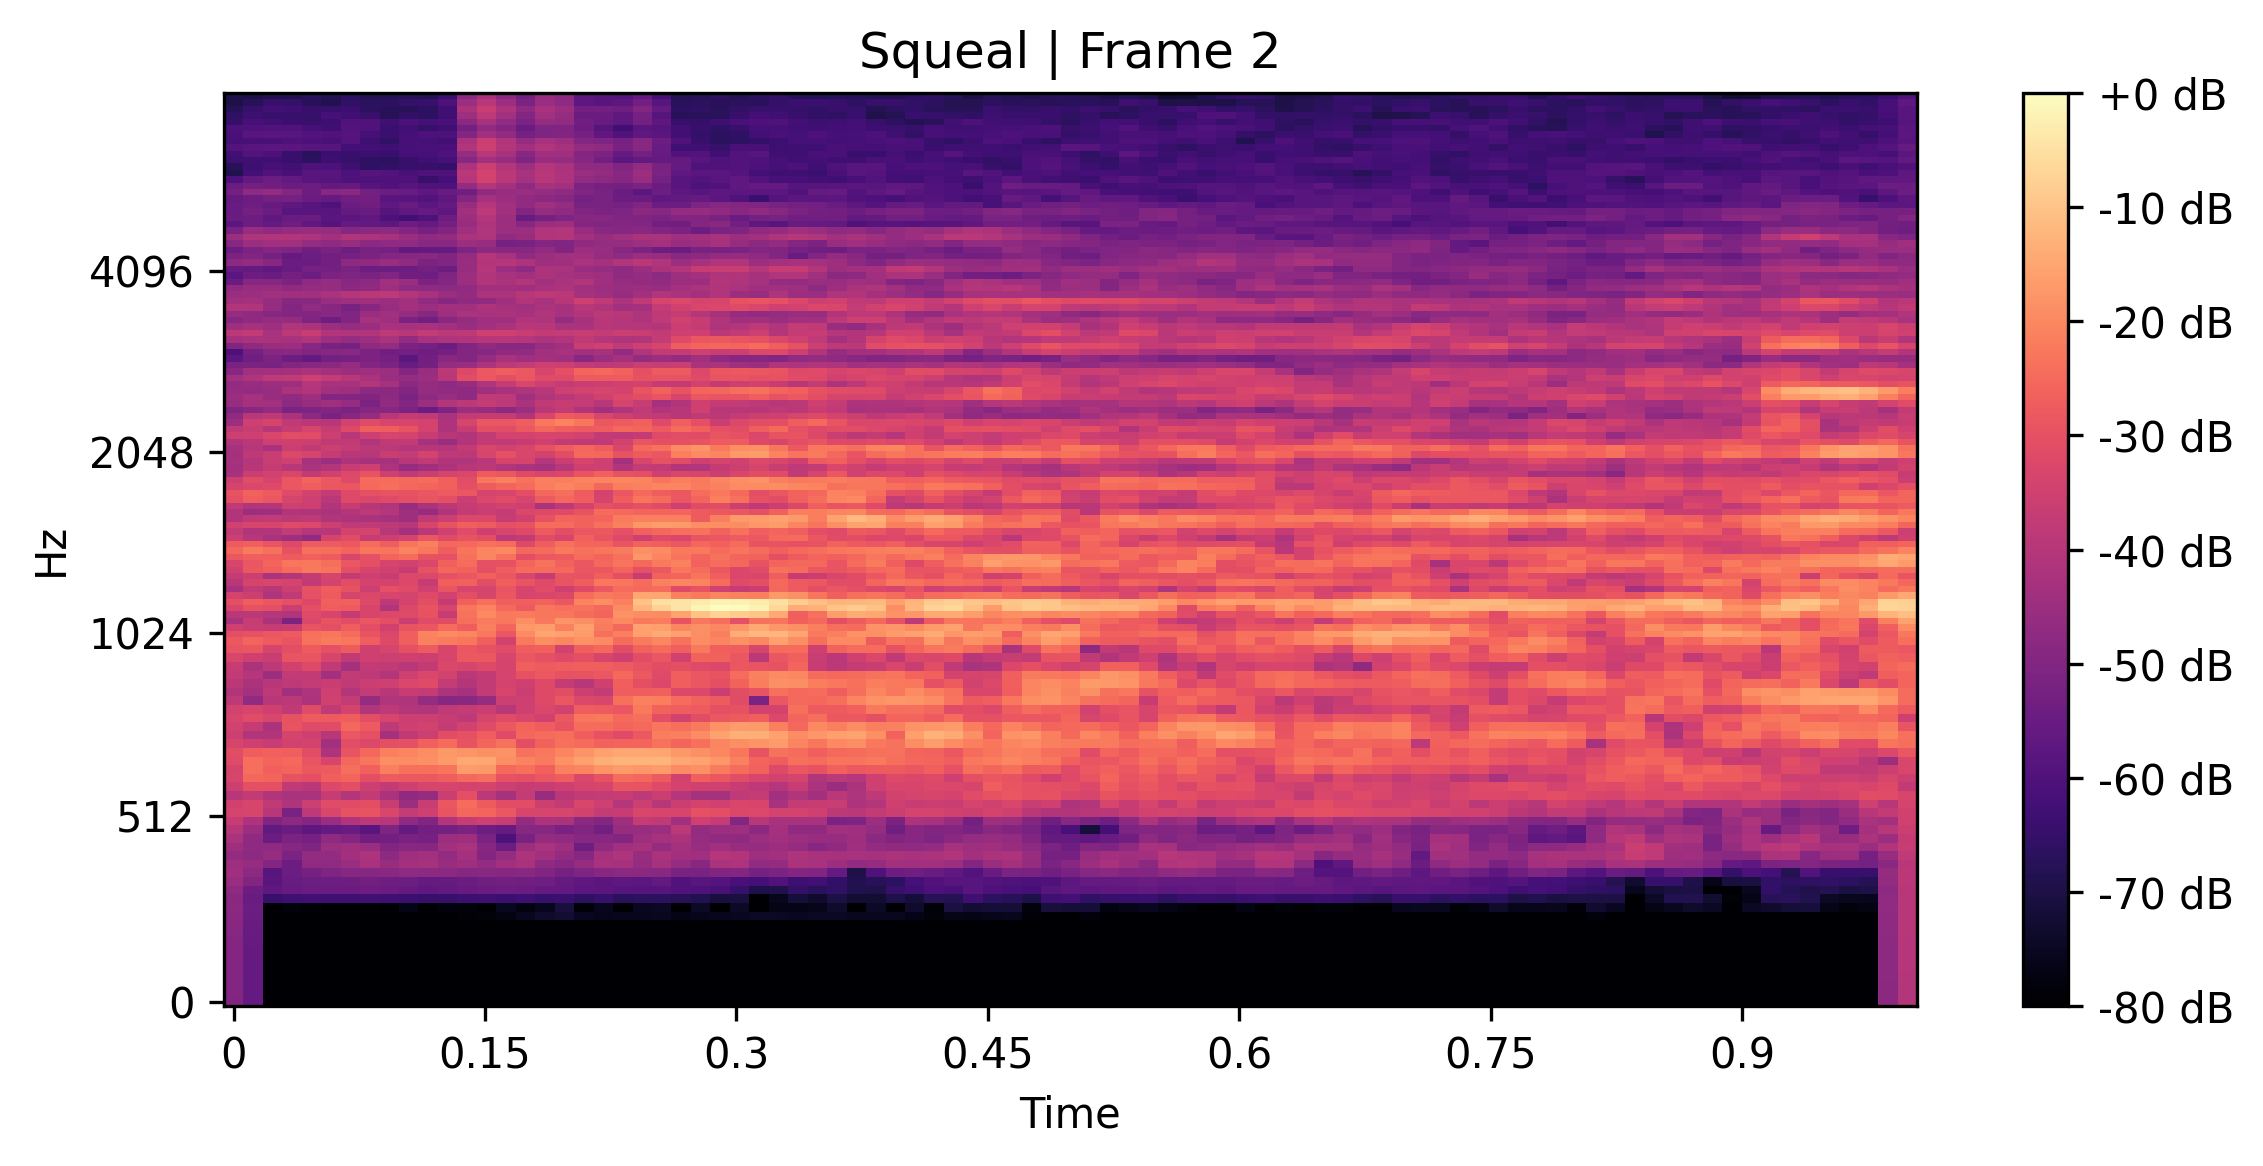 Squeal | Frame 2
+0 dB
-10 dB
-20 dB
-30 dB
-40 dB
-50 dB
-60 dB
-70 dB
-80 dB
Hz
4096
2048
1024
512
0
0 0.15 0.3 0.45 0.6 0.75 0.9
Time